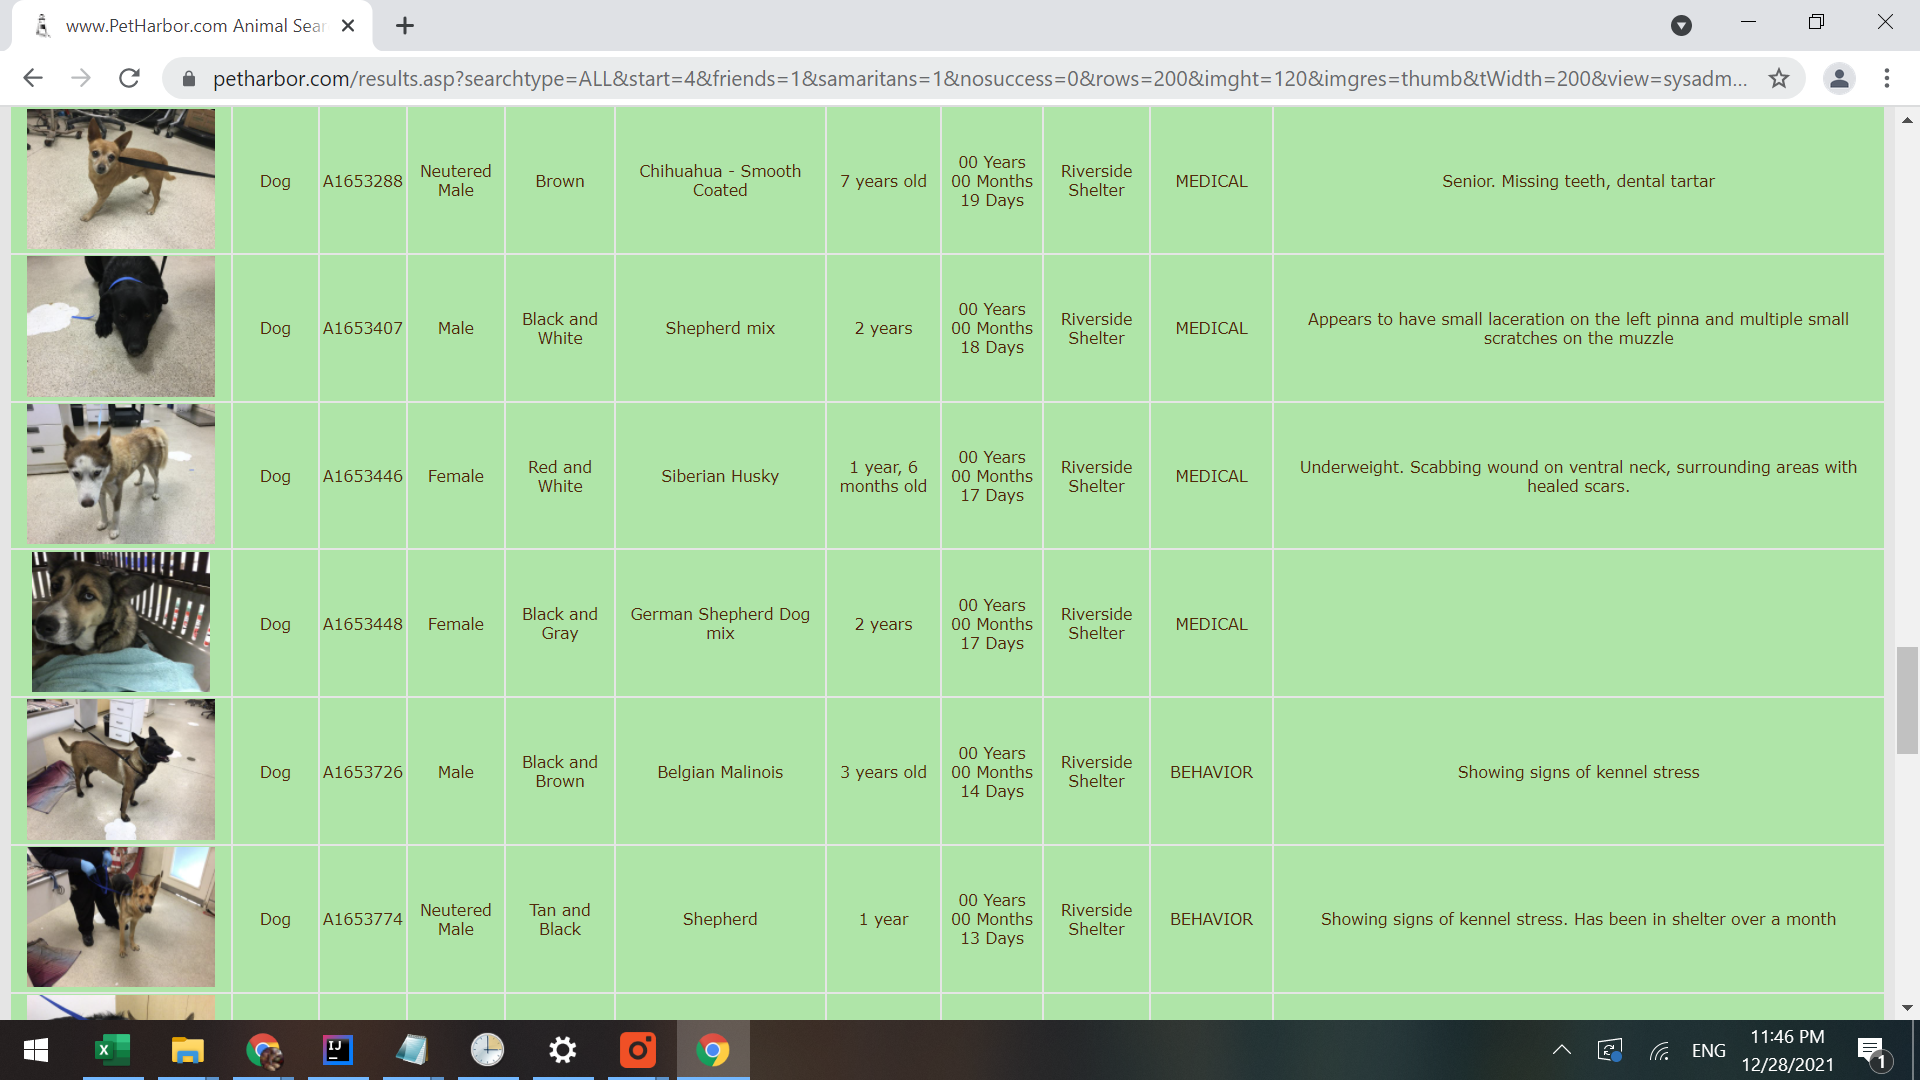 www.PetHarbor.com Animal Sear
petharbor.com/results.asp?searchtype=ALL&start=4&friends=1&samaritans=1&nosuccess=0&rows=200&imght=120&imgres=thumb&tWidth=200&view=sysadm...
Dog A1653288 Neutered Male Brown Chihuahua - Smooth Coated 7 years old 00 Years 00 Months 19 Days Riverside Shelter MEDICAL Senior. Missing teeth, dental tartar
Dog A1653407 Male Black and White Shepherd mix 2 years 00 Years 00 Months 18 Days Riverside Shelter MEDICAL Appears to have small laceration on the left pinna and multiple small scratches on the muzzle
Dog A1653446 Female Red and White Siberian Husky 1 year, 6 months old 00 Years 00 Months 17 Days Riverside Shelter MEDICAL Underweight. Scabbing wound on ventral neck, surrounding areas with healed scars.
Dog A1653448 Female Black and Gray German Shepherd Dog mix 2 years 00 Years 00 Months 17 Days Riverside Shelter MEDICAL
Dog A1653726 Male Black and Brown Belgian Malinois 3 years old 00 Years 00 Months 14 Days Riverside Shelter BEHAVIOR Showing signs of kennel stress
Dog A1653774 Neutered Male Tan and Black Shepherd 1 year 00 Years 00 Months 13 Days Riverside Shelter BEHAVIOR Showing signs of kennel stress. Has been in shelter over a month
IJ
ENG
11:46 PM
12/28/2021
1